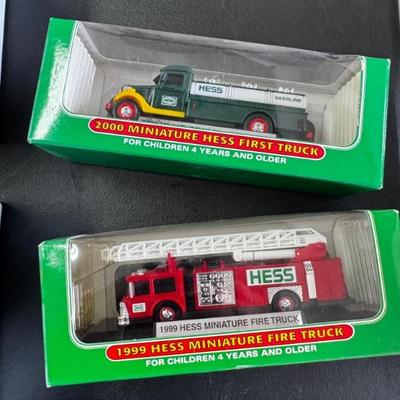 HESS
GASOLINE
2000 MINIATURE HESS FIRST TRUCK
FOR CHILDREN 4 YEARS AND OLDER
HESS
1999 HESS MINIATURE FIRE TRUCK
1999 HESS MINIATURE FIRE TRUCK
FOR CHILDREN 4 YEARS AND OLDER